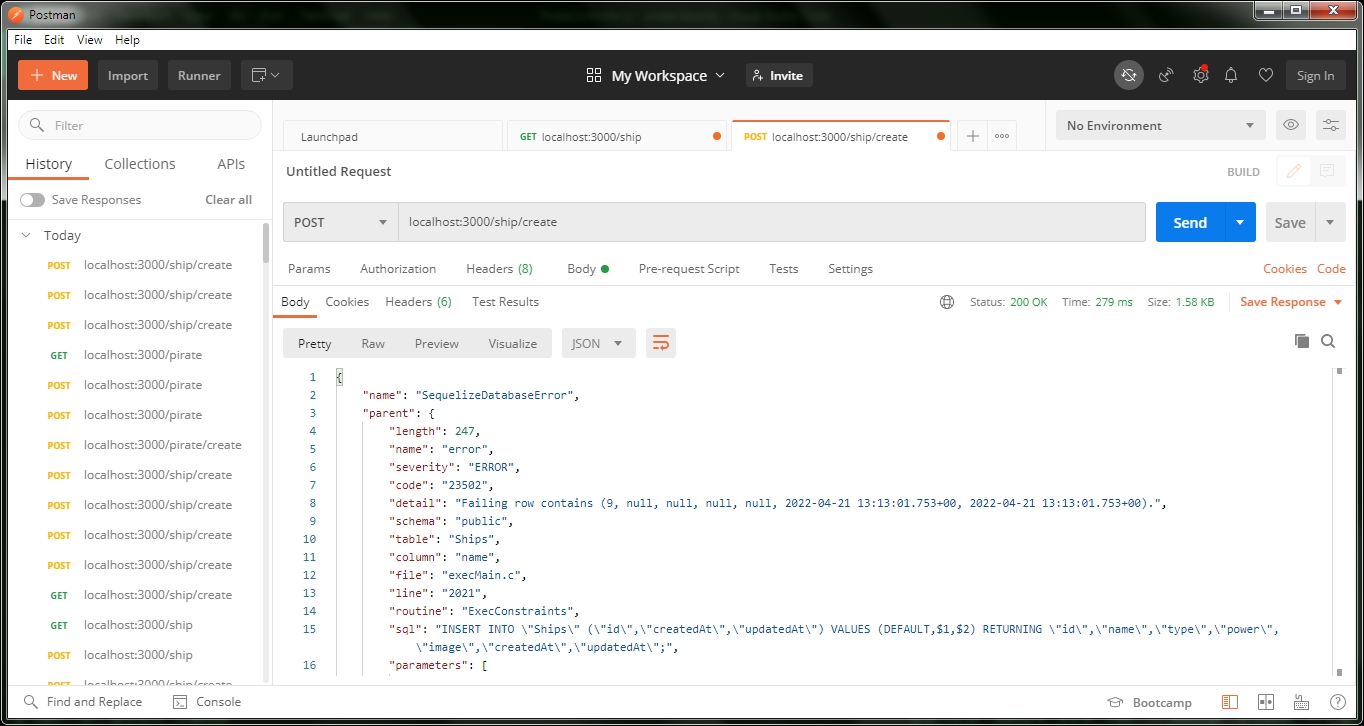 Postman
File Edit View Help
New Import Runner My Workspace Invite Sign In
Filter
History Collections APIs
Save Responses Clear all
Today
POST localhost:3000/ship/create
POST localhost:3000/ship/create
POST localhost:3000/ship/create
GET localhost:3000/pirate
POST localhost:3000/pirate
POST localhost:3000/pirate
POST localhost:3000/pirate/create
POST localhost:3000/ship/create
POST localhost:3000/ship/create
POST localhost:3000/ship/create
POST localhost:3000/ship/create
GET localhost:3000/ship/create
GET localhost:3000/ship
POST localhost:3000/ship
POST localhost:3000/ship/create
Launchpad GET localhost:3000/ship POST localhost:3000/ship/create No Environment
Untitled Request BUILD
POST localhost:3000/ship/create Send Save
Params Authorization Headers (8) Body Pre-request Script Tests Settings Cookies Code
Body Cookies Headers (6) Test Results Status: 200 OK Time: 279 ms Size: 1.58 KB Save Response
Pretty Raw Preview Visualize JSON
1 {
2 "name": "SequelizeDatabaseError",
3 "parent": {
4 "length": 247,
5 "name": "error",
6 "severity": "ERROR",
7 "code": "23502",
8 "detail": "Failing row contains (9, null, null, null, null, 2022-04-21 13:13:01.753+00, 2022-04-21 13:13:01.753+00).",
9 "schema": "public",
10 "table": "Ships",
11 "column": "name",
12 "file": "execMain.c",
13 "line": "2021",
14 "routine": "ExecConstraints",
15 "sql": "INSERT INTO \"Ships\" (\"id\",\"createdAt\",\"updatedAt\") VALUES (DEFAULT,$1,$2) RETURNING \"id\",\"name\",\"type\",\"power\",
\"image\",\"createdAt\",\"updatedAt\";",
16 "parameters": [
Find and Replace Console Bootcamp